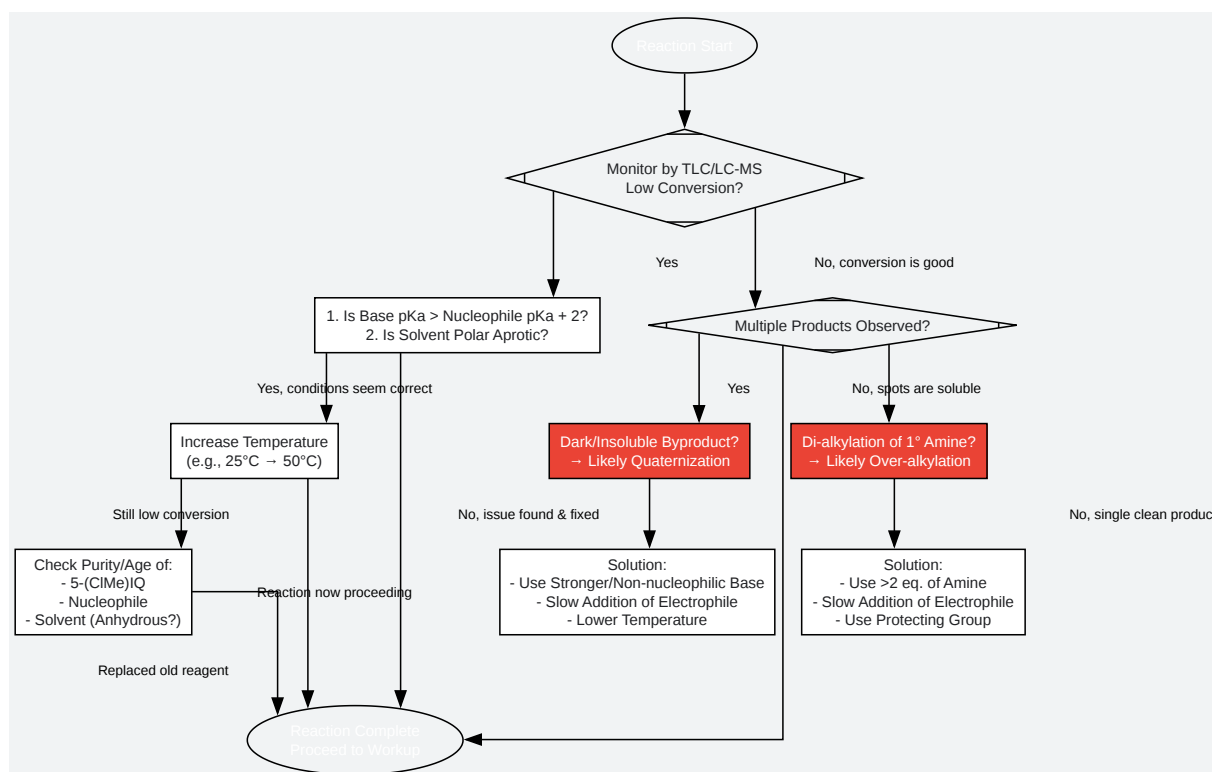 Reaction Start
Monitor by TLC/LC-MS
Low Conversion?
Yes
No, conversion is good
1. Is Base pKa > Nucleophile pKa + 2?
2. Is Solvent Polar Aprotic?
Multiple Products Observed?
Yes, conditions seem correct
Yes
No, spots are soluble
Increase Temperature
(e.g., 25°C → 50°C)
Dark/Insoluble Byproduct?
→ Likely Quaternization
Di-alkylation of 1° Amine?
→ Likely Over-alkylation
Still low conversion
No, issue found & fixed
No, single clean produc
Check Purity/Age of:
- 5-(ClMe)IQ
- Nucleophile
- Solvent (Anhydrous?)
Reaction now proceeding
Solution:
- Use Stronger/Non-nucleophilic Base
- Slow Addition of Electrophile
- Lower Temperature
Solution:
- Use >2 eq. of Amine
- Slow Addition of Electrophile
- Use Protecting Group
Replaced old reagent
Reaction Complete
Proceed to Workup